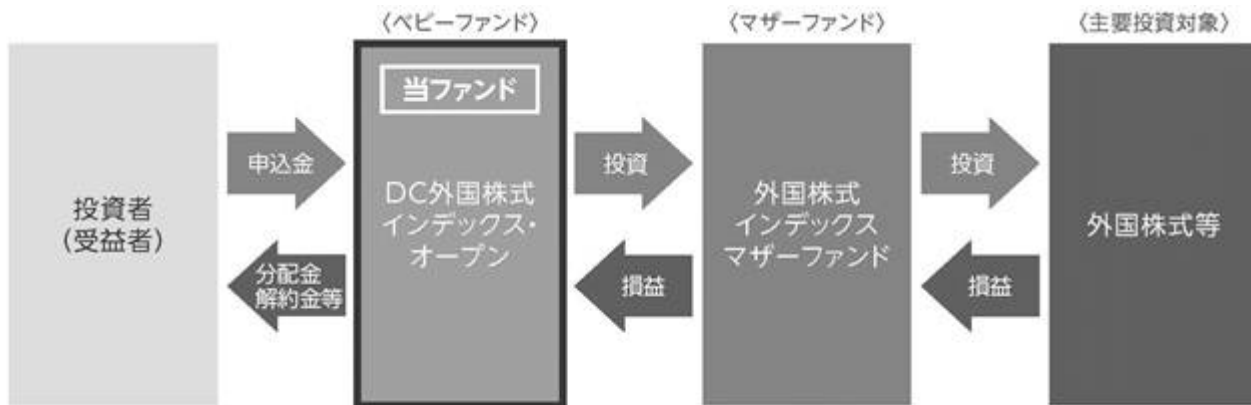 〈ベビーファンド〉
〈マザーファンド〉
〈主要投資対象〉
投資者
(受益者)
申込金
分配金
解約金等
当ファンド
DC外国株式
インデックス・
オープン
投資
損益
外国株式
インデックス
マザーファンド
投資
損益
外国株式等